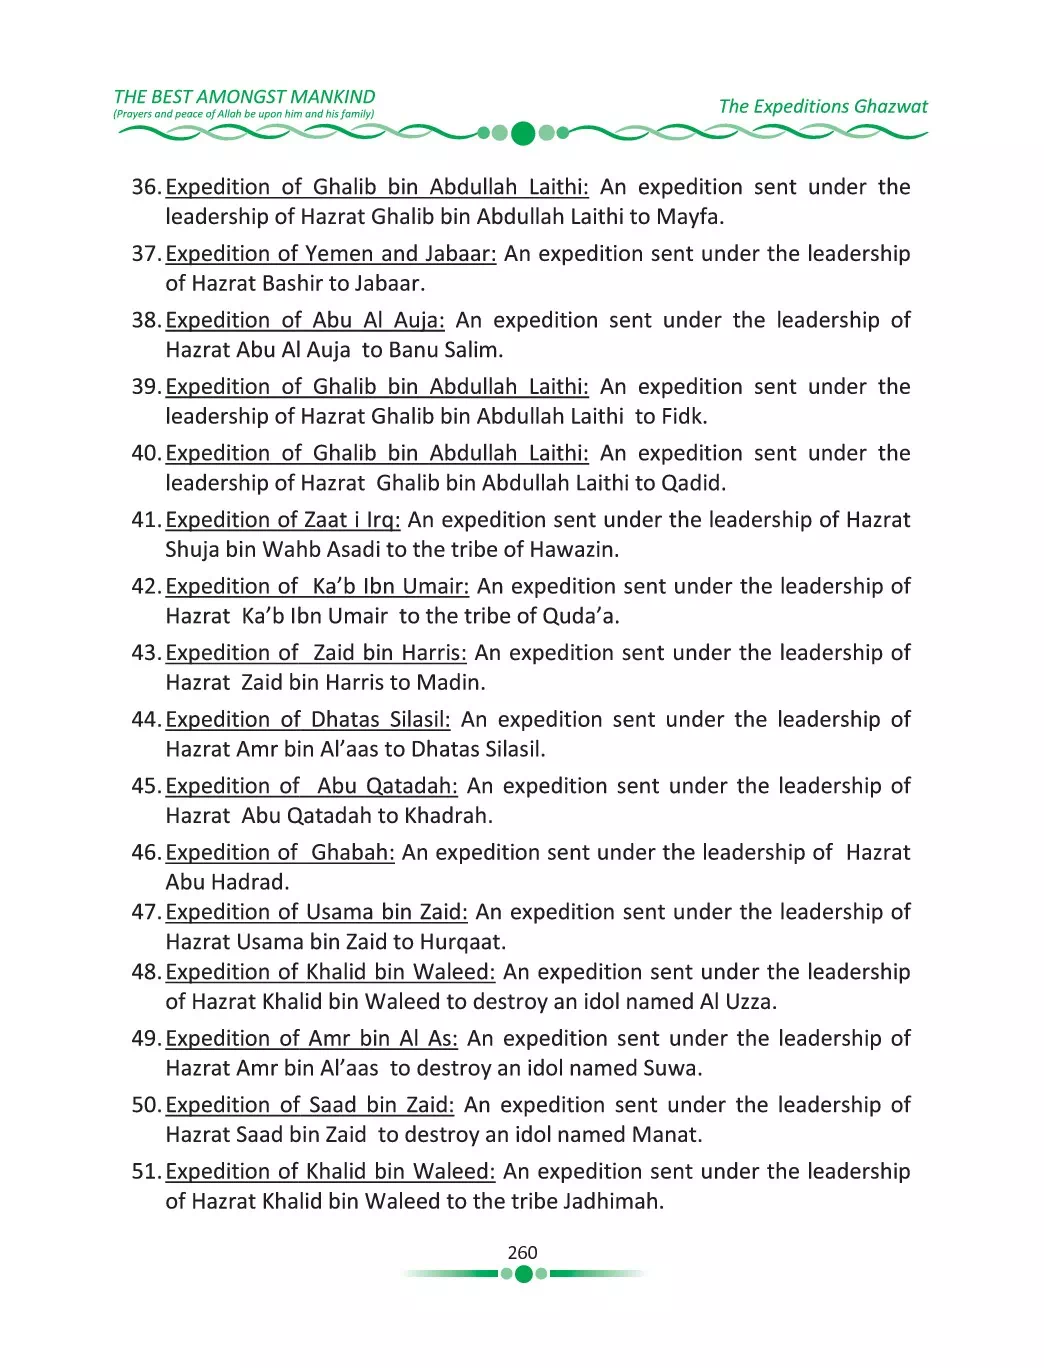 THE BEST AMONGST MANKIND
(Prayers and peace of Allah be upon him and his family)
The Expeditions Ghazwat
36. Expedition of Ghalib bin Abdullah Laithi: An expedition sent under the
leadership of Hazrat Ghalib bin Abdullah Laithi to Mayfa.
37. Expedition of Yemen and Jabaar: An expedition sent under the leadership
of Hazrat Bashir to Jabaar.
38. Expedition of Abu Al Auja: An expedition sent under the leadership of
Hazrat Abu Al Auja to Banu Salim.
39. Expedition of Ghalib bin Abdullah Laithi: An expedition sent under the
leadership of Hazrat Ghalib bin Abdullah Laithi to Fidk.
40. Expedition of Ghalib bin Abdullah Laithi: An expedition sent under the
leadership of Hazrat Ghalib bin Abdullah Laithi to Qadid.
41. Expedition of Zaat i Irq: An expedition sent under the leadership of Hazrat
Shuja bin Wahb Asadi to the tribe of Hawazin.
42. Expedition of Ka’b Ibn Umair: An expedition sent under the leadership of
Hazrat Ka’b Ibn Umair to the tribe of Quda’a.
43. Expedition of Zaid bin Harris: An expedition sent under the leadership of
Hazrat Zaid bin Harris to Madin.
44. Expedition of Dhatas Silasil: An expedition sent under the leadership of
Hazrat Amr bin Al’aas to Dhatas Silasil.
45. Expedition of Abu Qatadah: An expedition sent under the leadership of
Hazrat Abu Qatadah to Khadrah.
46. Expedition of Ghabah: An expedition sent under the leadership of Hazrat
Abu Hadrad.
47. Expedition of Usama bin Zaid: An expedition sent under the leadership of
Hazrat Usama bin Zaid to Hurqaat.
48. Expedition of Khalid bin Waleed: An expedition sent under the leadership
of Hazrat Khalid bin Waleed to destroy an idol named Al Uzza.
49. Expedition of Amr bin Al As: An expedition sent under the leadership of
Hazrat Amr bin Al’aas to destroy an idol named Suwa.
50. Expedition of Saad bin Zaid: An expedition sent under the leadership of
Hazrat Saad bin Zaid to destroy an idol named Manat.
51. Expedition of Khalid bin Waleed: An expedition sent under the leadership
of Hazrat Khalid bin Waleed to the tribe Jadhimah.
260